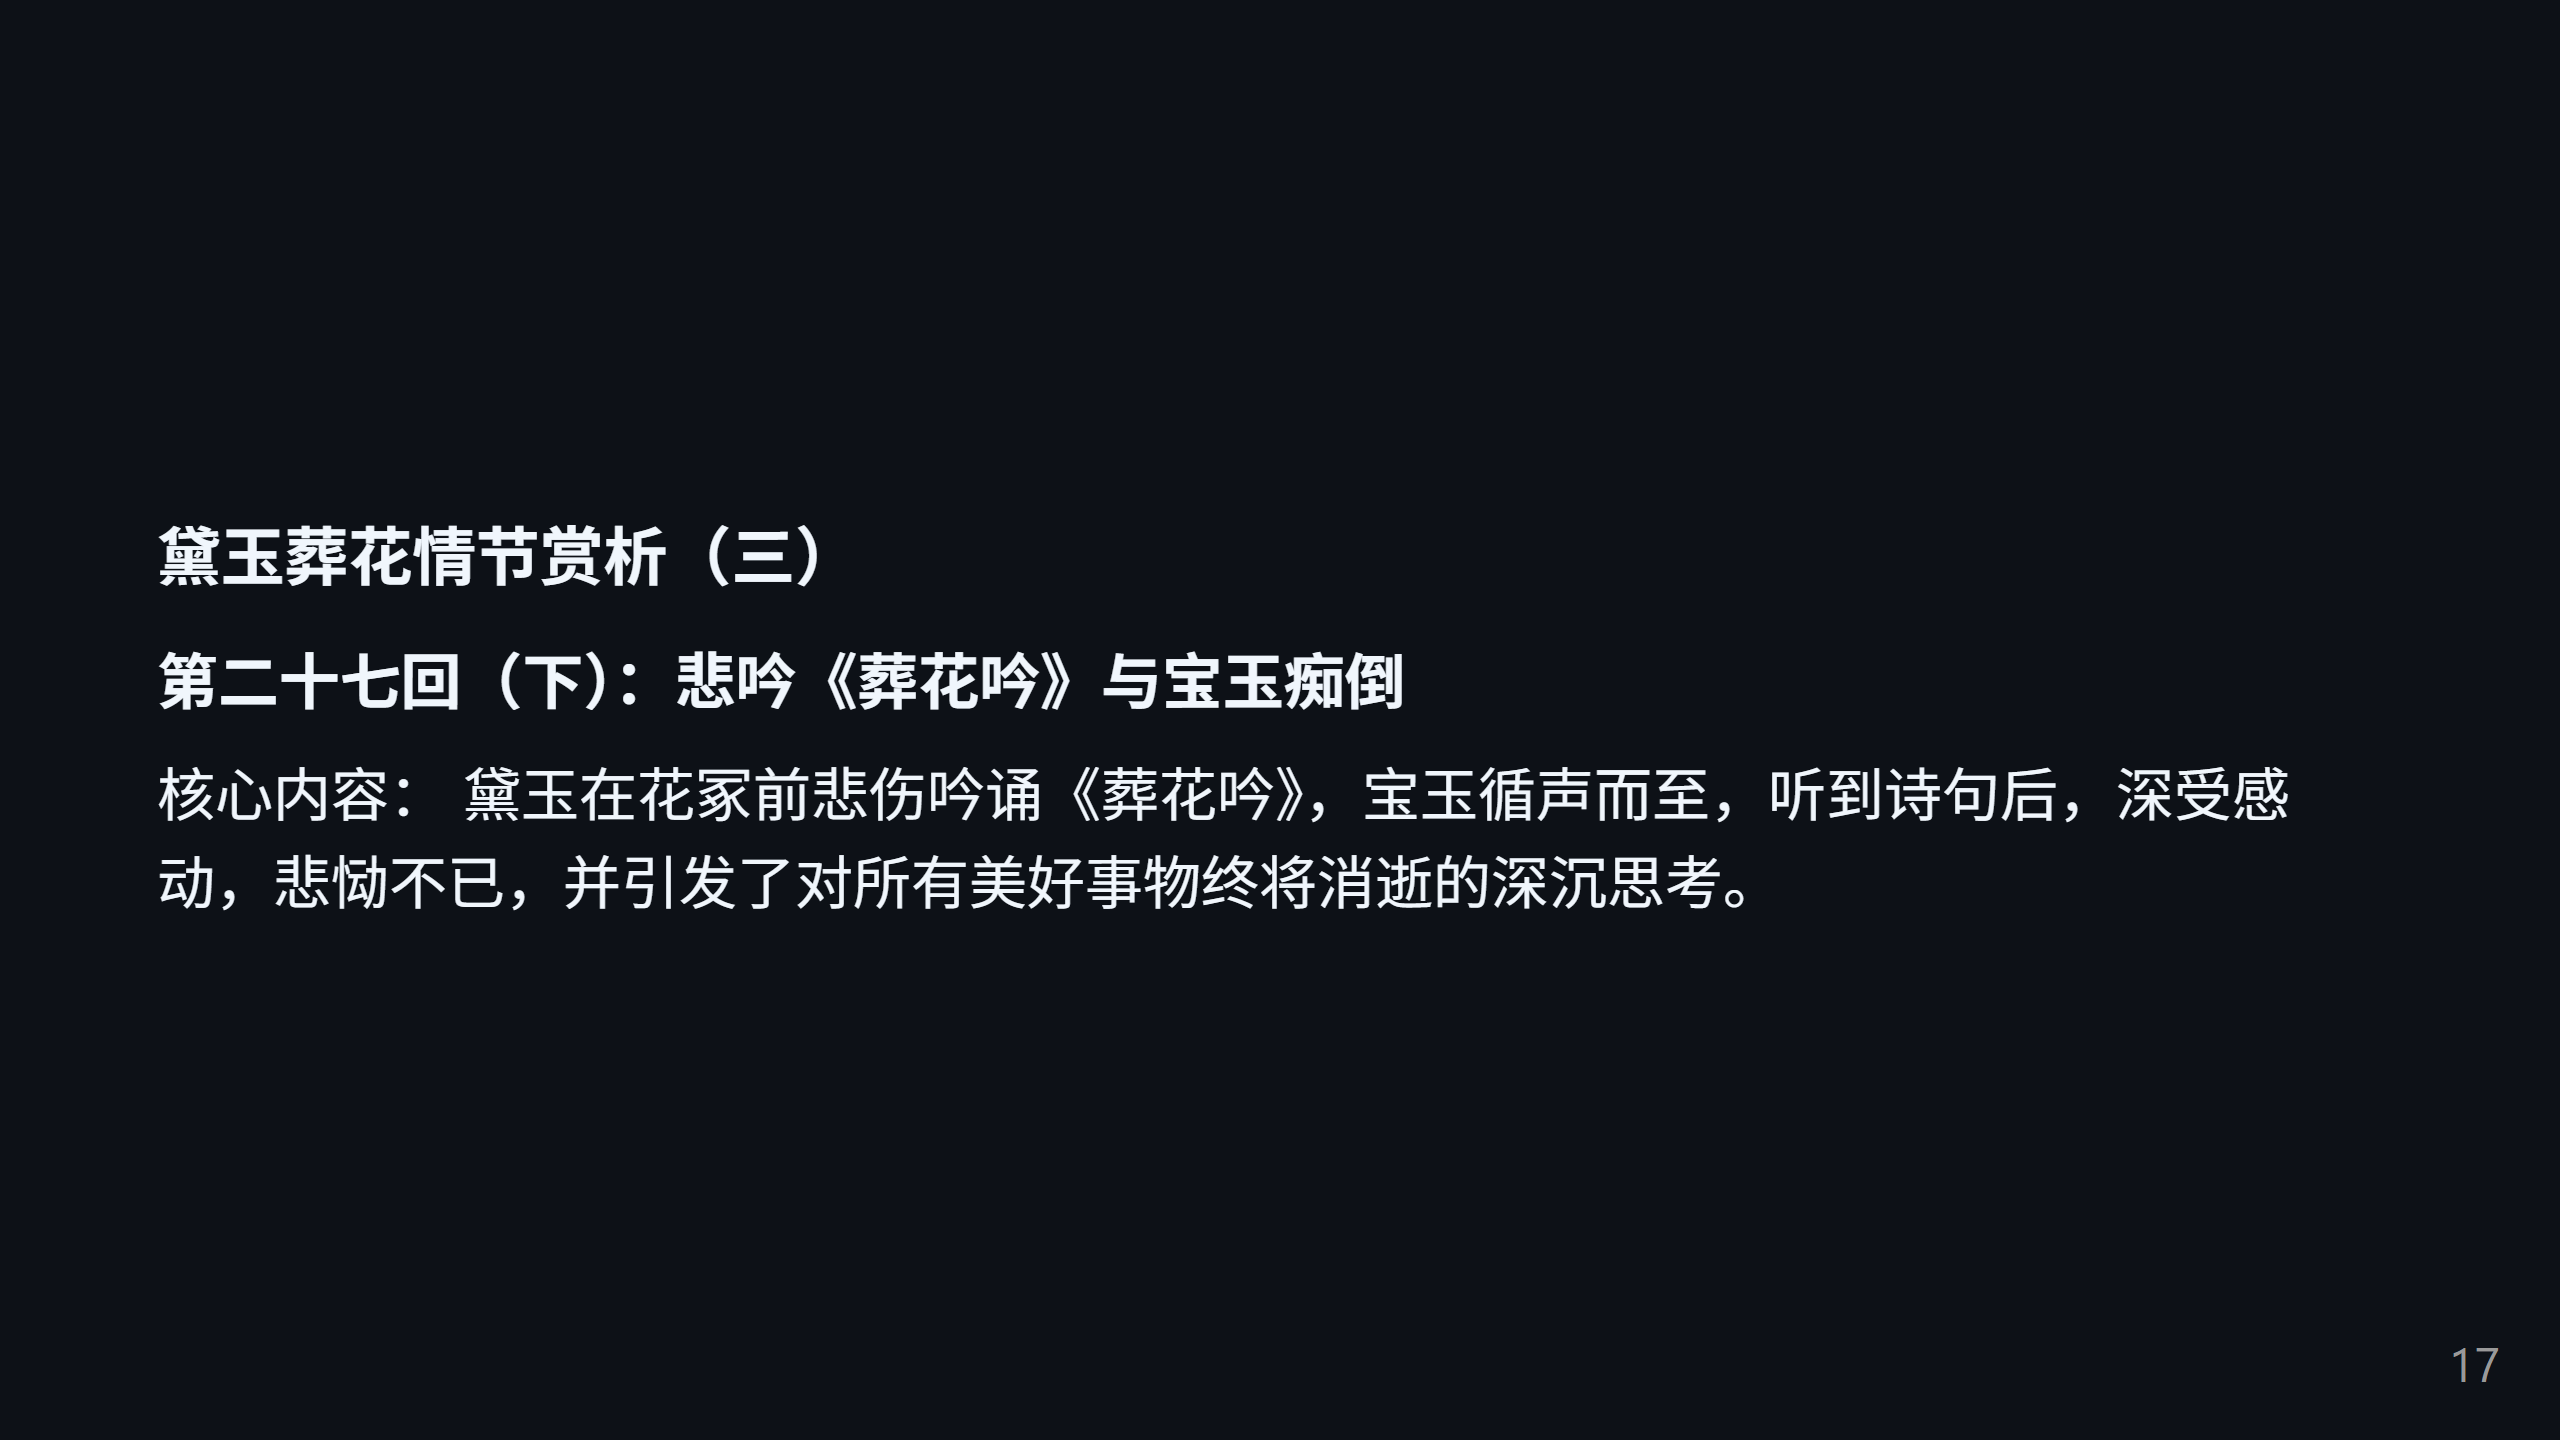 黛玉葬花情节赏析（三）
第二十七回（下）：悲吟《葬花吟》与宝玉痴倒
核心内容： 黛玉在花冢前悲伤吟诵《葬花吟》，宝玉循声而至，听到诗句后，深受感
动，悲恸不已，并引发了对所有美好事物终将消逝的深沉思考。
17